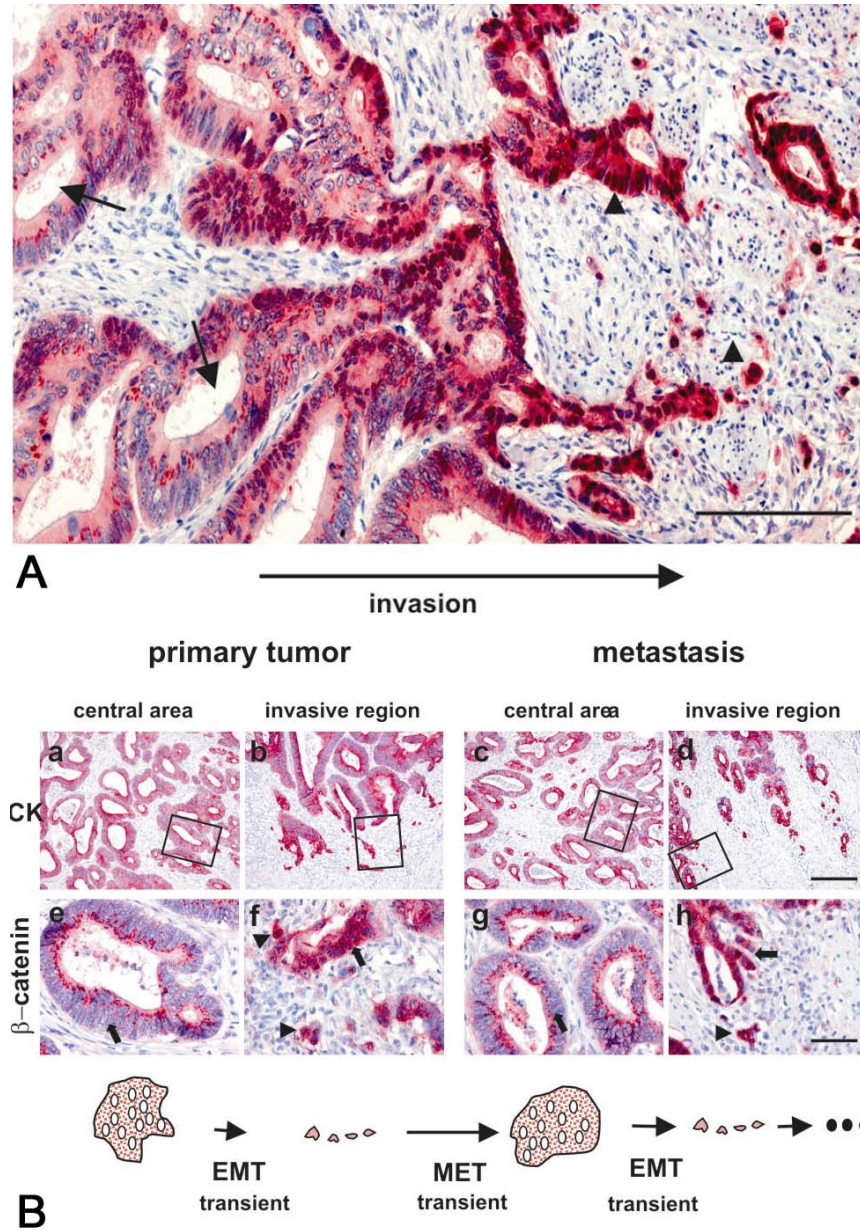 A
invasion
primary tumor metastasis
central area invasive region central area invasive region
a b c d
CK
e f g h
β–catenin
EMT MET EMT
transient transient transient
B